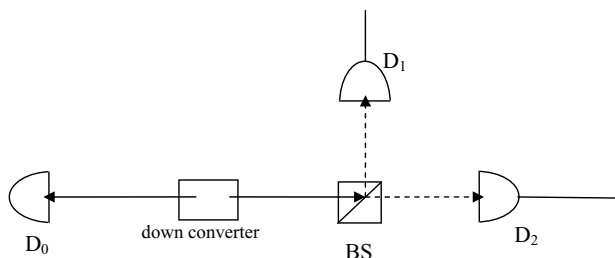 D₁
D₀
down converter
BS
D₂